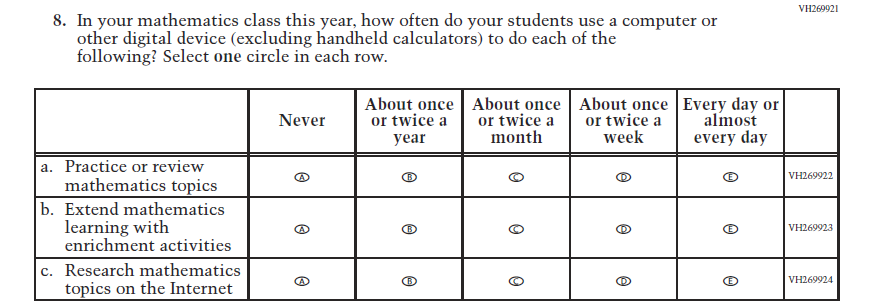 VH269921
8. In your mathematics class this year, how often do your students use a computer or
other digital device (excluding handheld calculators) to do each of the
following? Select one circle in each row.
Never
About once or twice a year
About once or twice a month
About once or twice a week
Every day or almost every day
a. Practice or review mathematics topics A B C D E VH269922
b. Extend mathematics learning with enrichment activities A B C D E VH269923
c. Research mathematics topics on the Internet A B C D E VH269924